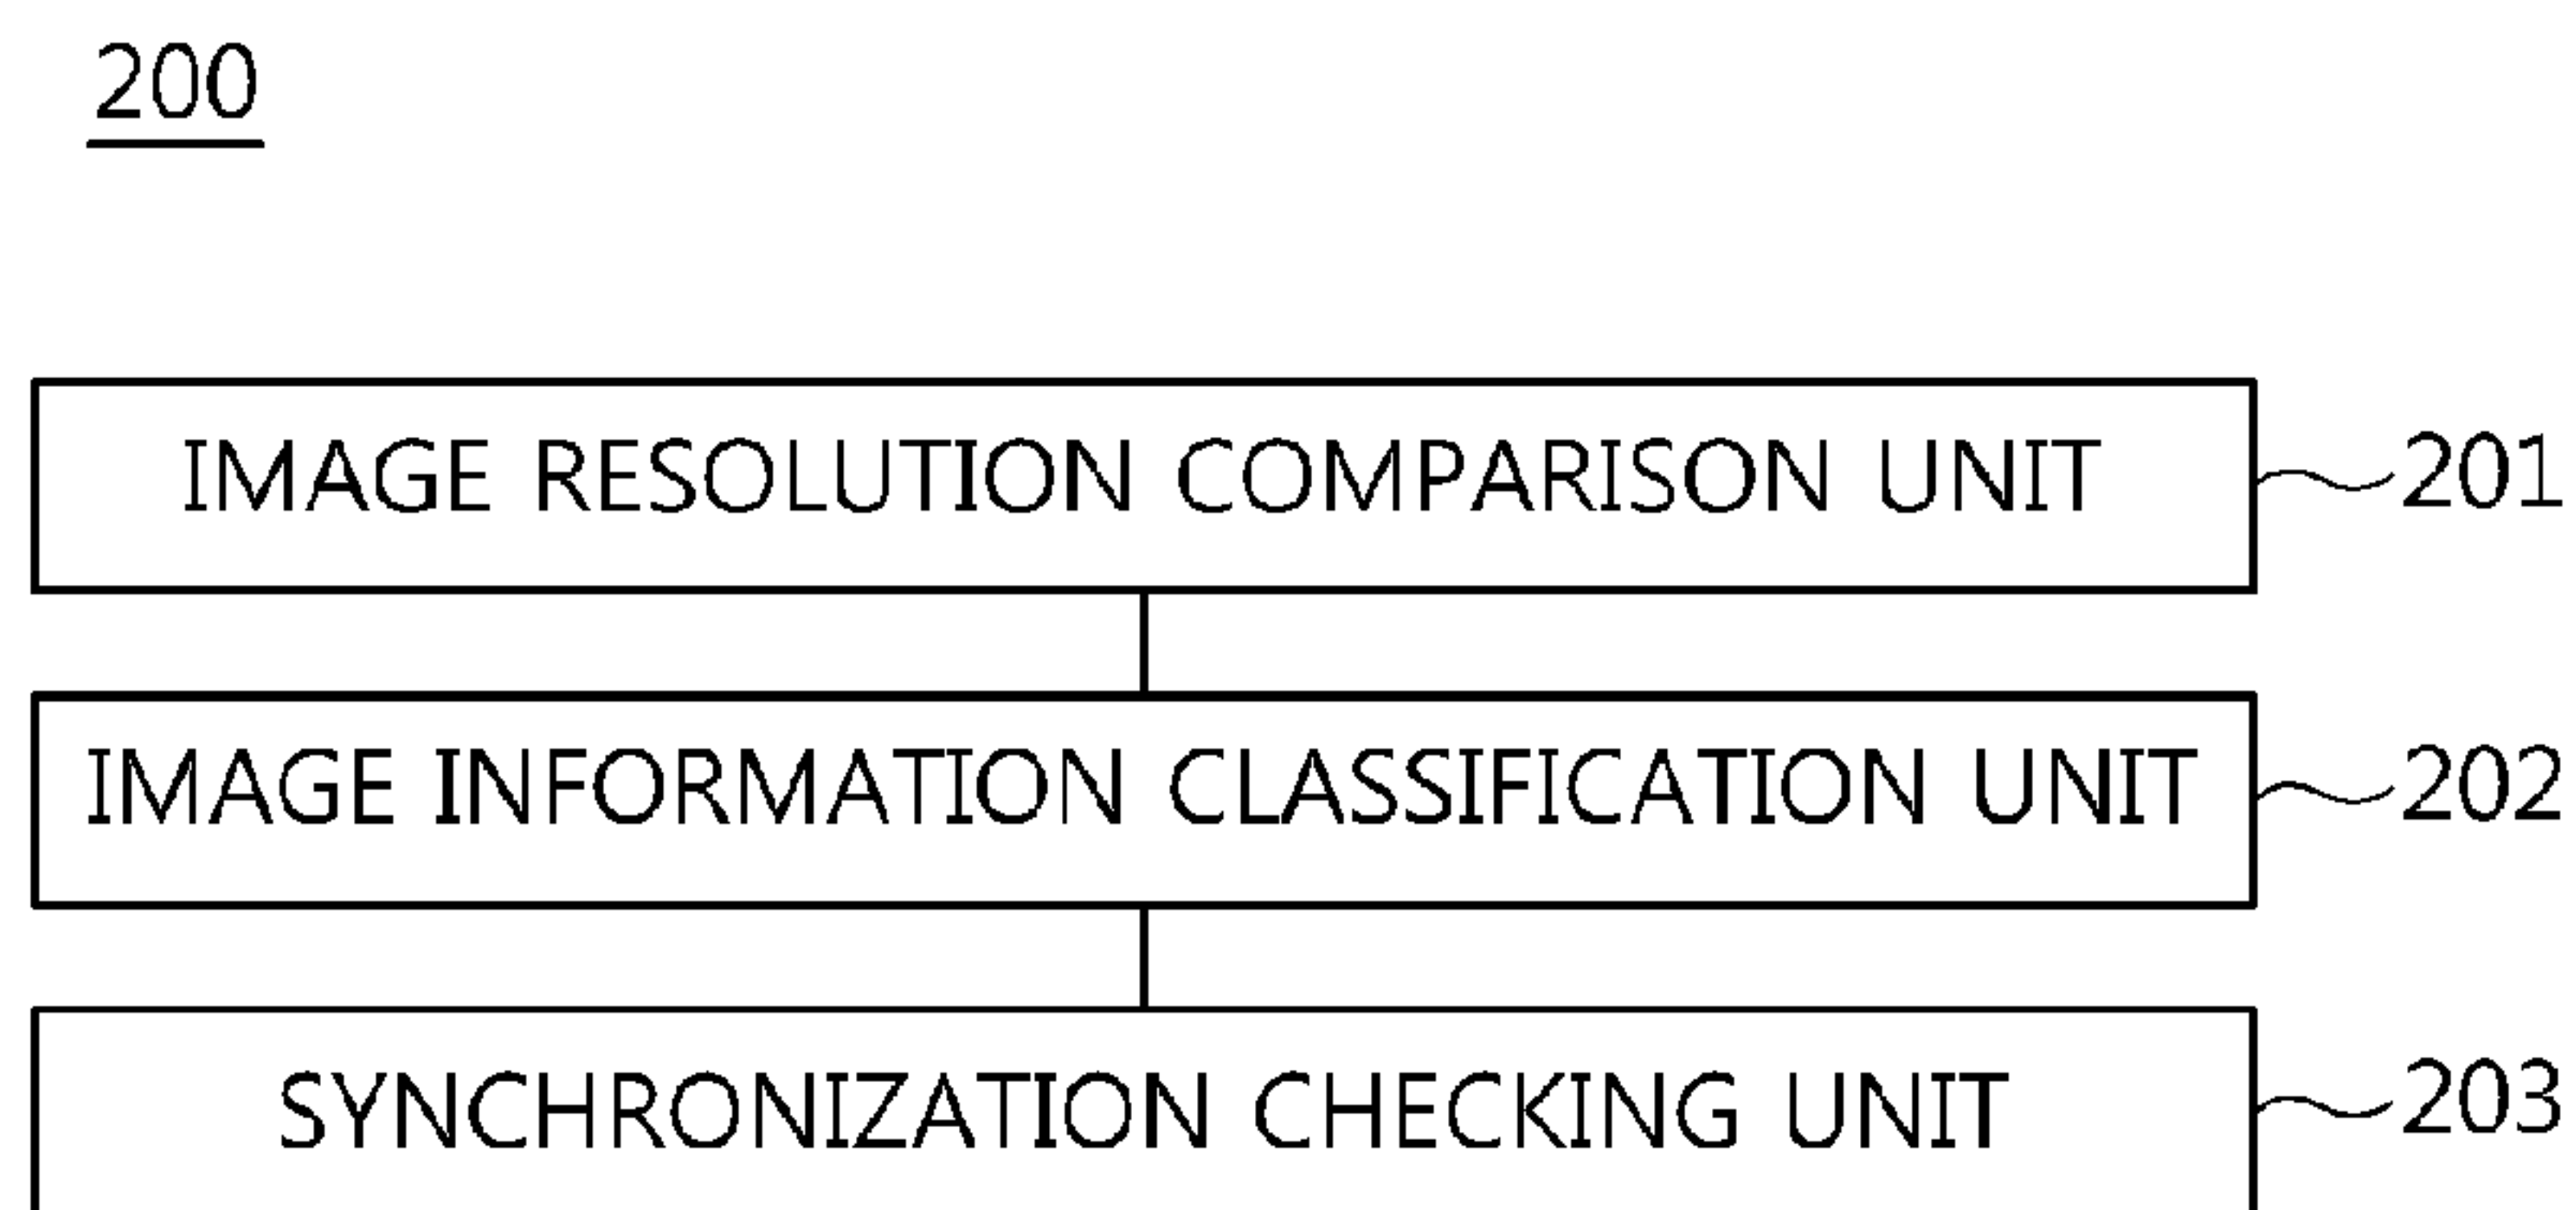 200
IMAGE RESOLUTION COMPARISON UNIT 201
IMAGE INFORMATION CLASSIFICATION UNIT 202
SYNCHRONIZATION CHECKING UNIT 203